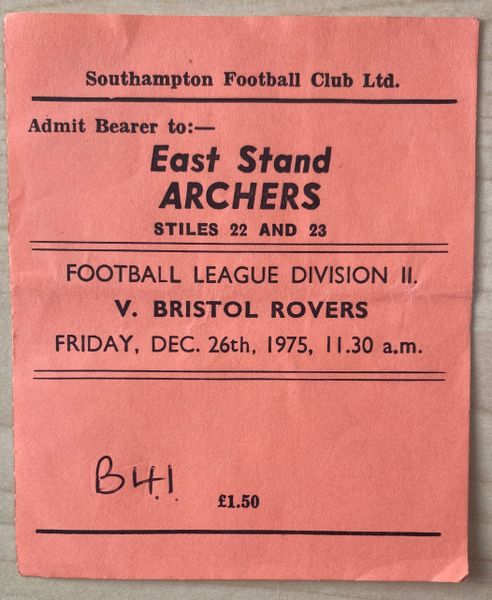 Southampton Football Club Ltd.
Admit Bearer to:—
East Stand
ARCHERS
STILES 22 AND 23
FOOTBALL LEAGUE DIVISION II.
V. BRISTOL ROVERS
FRIDAY, DEC. 26th, 1975, 11.30 a.m.
B41
£1.50